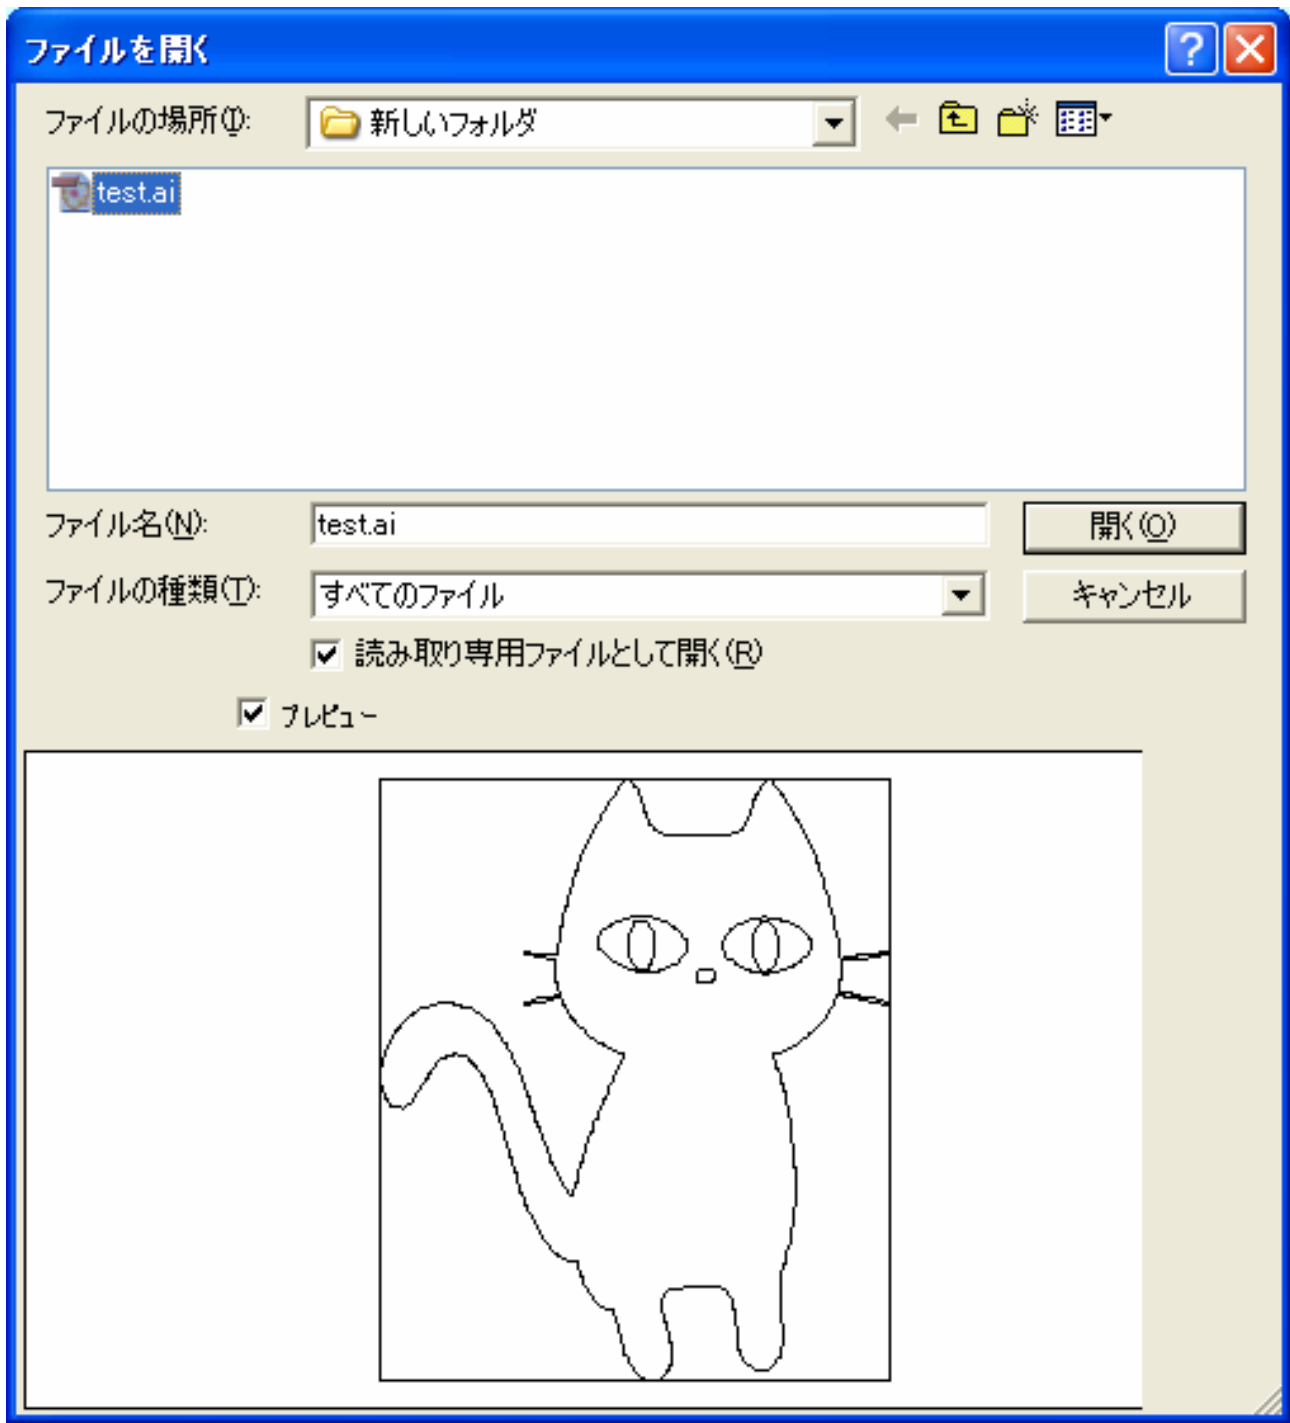 ファイルを開く
ファイルの場所(I):
新しいフォルダ
test.ai
ファイル名(N):
test.ai
開く(O)
ファイルの種類(T):
すべてのファイル
キャンセル
読み取り専用ファイルとして開く(R)
プレビュー